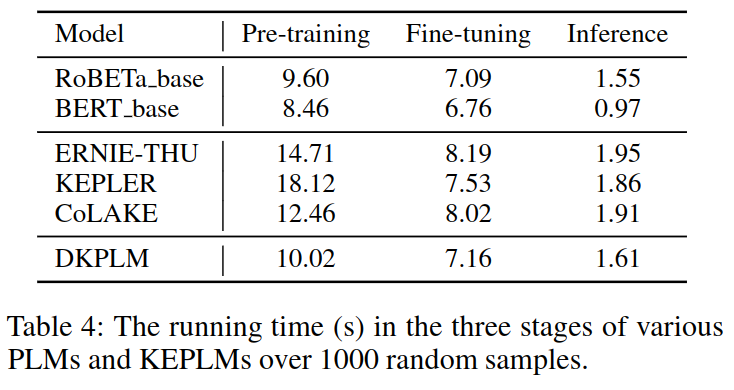 Model Pre-training Fine-tuning Inference
RoBETa_base 9.60 7.09 1.55
BERT_base 8.46 6.76 0.97
ERNIE-THU 14.71 8.19 1.95
KEPLER 18.12 7.53 1.86
CoLAKE 12.46 8.02 1.91
DKPLM 10.02 7.16 1.61
Table 4: The running time (s) in the three stages of various
PLMs and KEPLMs over 1000 random samples.